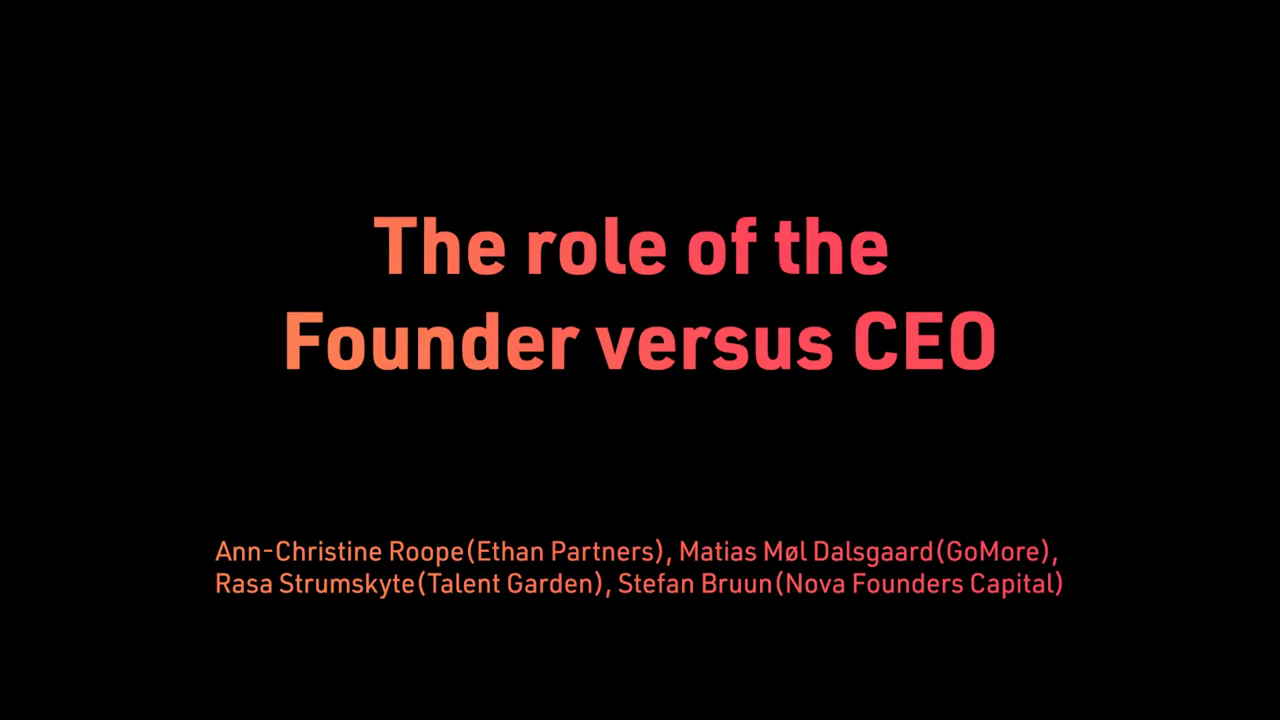 The role of the
Founder versus CEO
Ann-Christine Roope(Ethan Partners), Matias Møl Dalsgaard(GoMore),
Rasa Strumskyte(Talent Garden), Stefan Bruun(Nova Founders Capital)